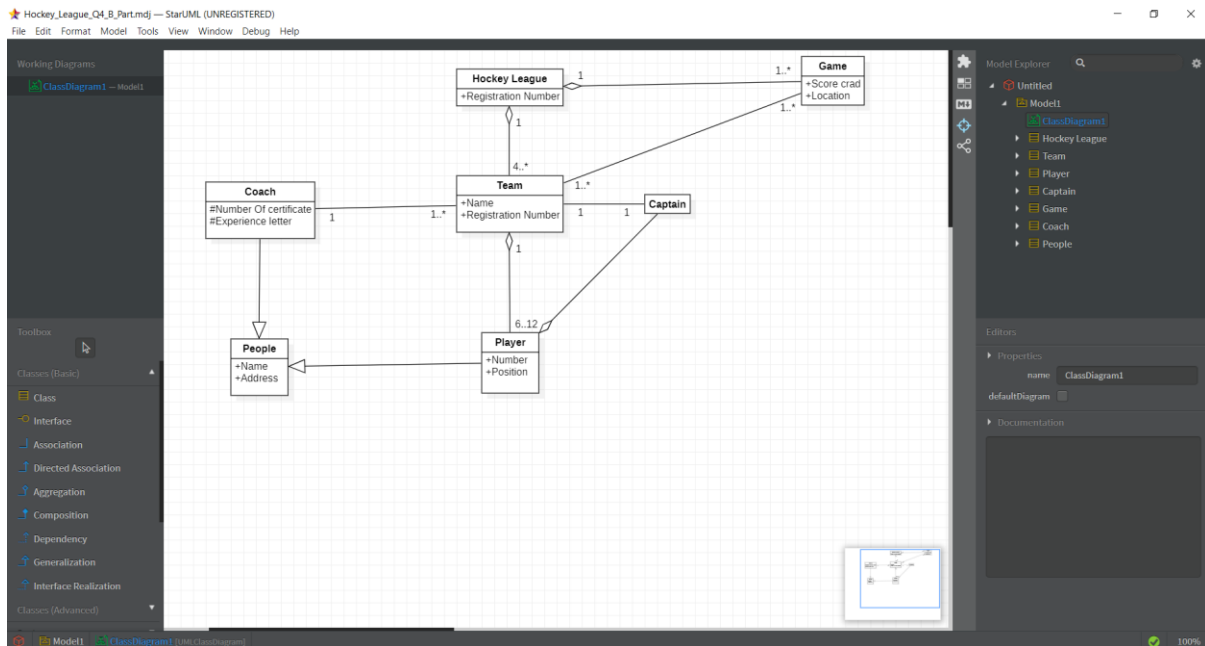 Hockey_League_Q4_B_Part.mdj — StarUML (UNREGISTERED)
File Edit Format Model Tools View Window Debug Help
Working Diagrams
ClassDiagram1 — Model1
Toolbox
Classes (Basic)
Class
Interface
Association
Directed Association
Aggregation
Composition
Dependency
Generalization
Interface Realization
Classes (Advanced)
Hockey League
+Registration Number
1
1..*
Game
+Score crad
+Location
1
1..*
4..*
Team
+Name
+Registration Number
1..*
Coach
#Number Of certificate
#Experience letter
1
1..*
1
1
Captain
1
6..12
Player
+Number
+Position
People
+Name
+Address
Model Explorer
Untitled
Model1
ClassDiagram1
Hockey League
Team
Player
Captain
Game
Coach
People
Editors
Properties
name ClassDiagram1
defaultDiagram
Documentation
Model1 ClassDiagram1 [UMLClassDiagram]
100%